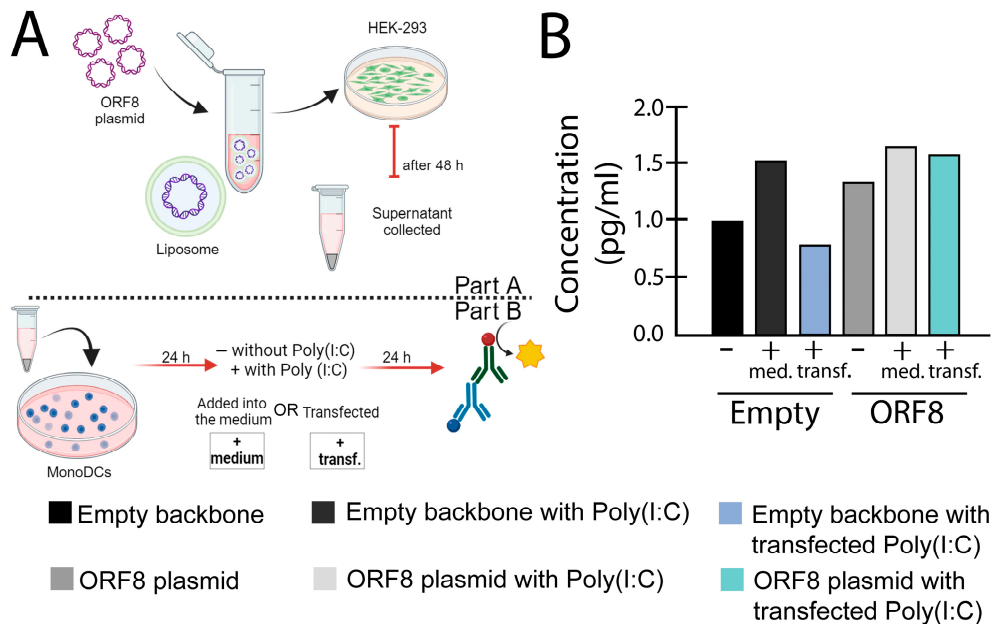 A
ORF8
plasmid
Liposome
HEK-293
after 48 h
Supernatant
collected
Part A
Part B
MonoDCs
24 h
– without Poly(I:C)
+ with Poly (I:C)
24 h
Added into
the medium
OR
Transfected
+
medium
+
transf.
B
Concentration
(pg/ml)
2.0
1.5
1.0
0.5
0.0
– + + – + +
med. transf. med. transf.
Empty ORF8
Empty backbone
Empty backbone with Poly(I:C)
Empty backbone with
transfected Poly(I:C)
ORF8 plasmid
ORF8 plasmid with Poly(I:C)
ORF8 plasmid with
transfected Poly(I:C)